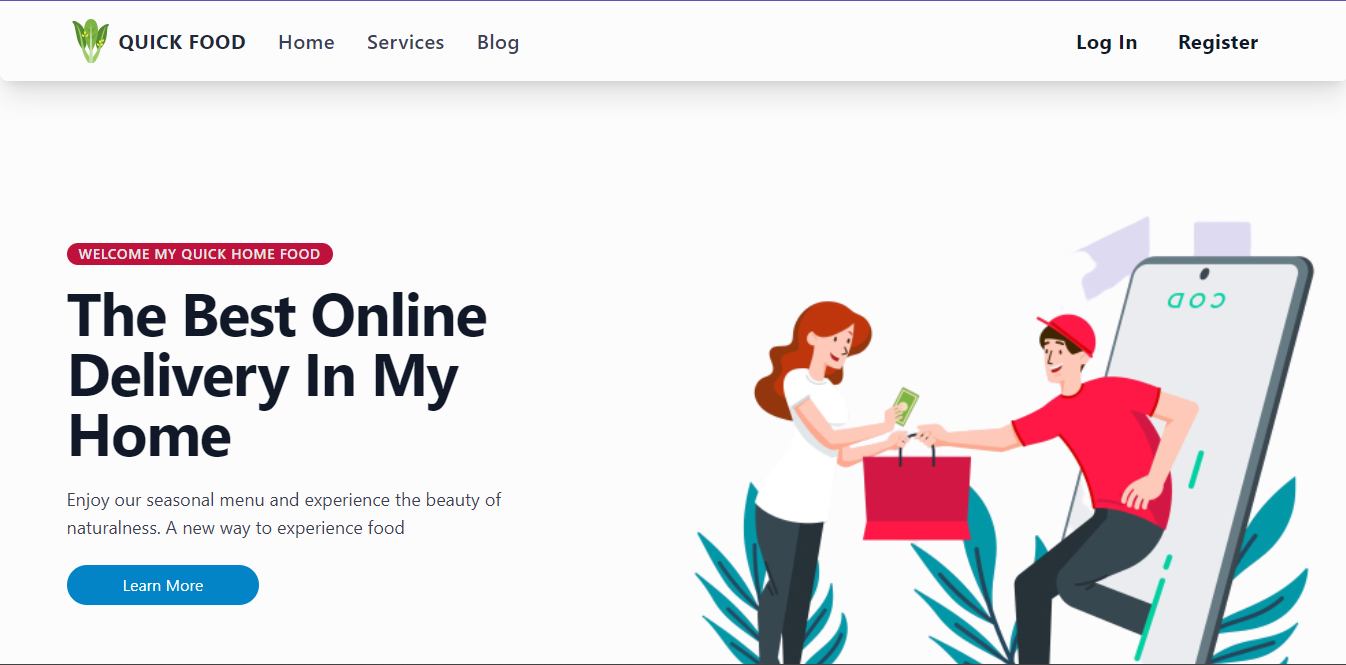 QUICK FOOD Home Services Blog Log In Register
WELCOME MY QUICK HOME FOOD
The Best Online
Delivery In My
Home
Enjoy our seasonal menu and experience the beauty of
naturalness. A new way to experience food
Learn More
COD